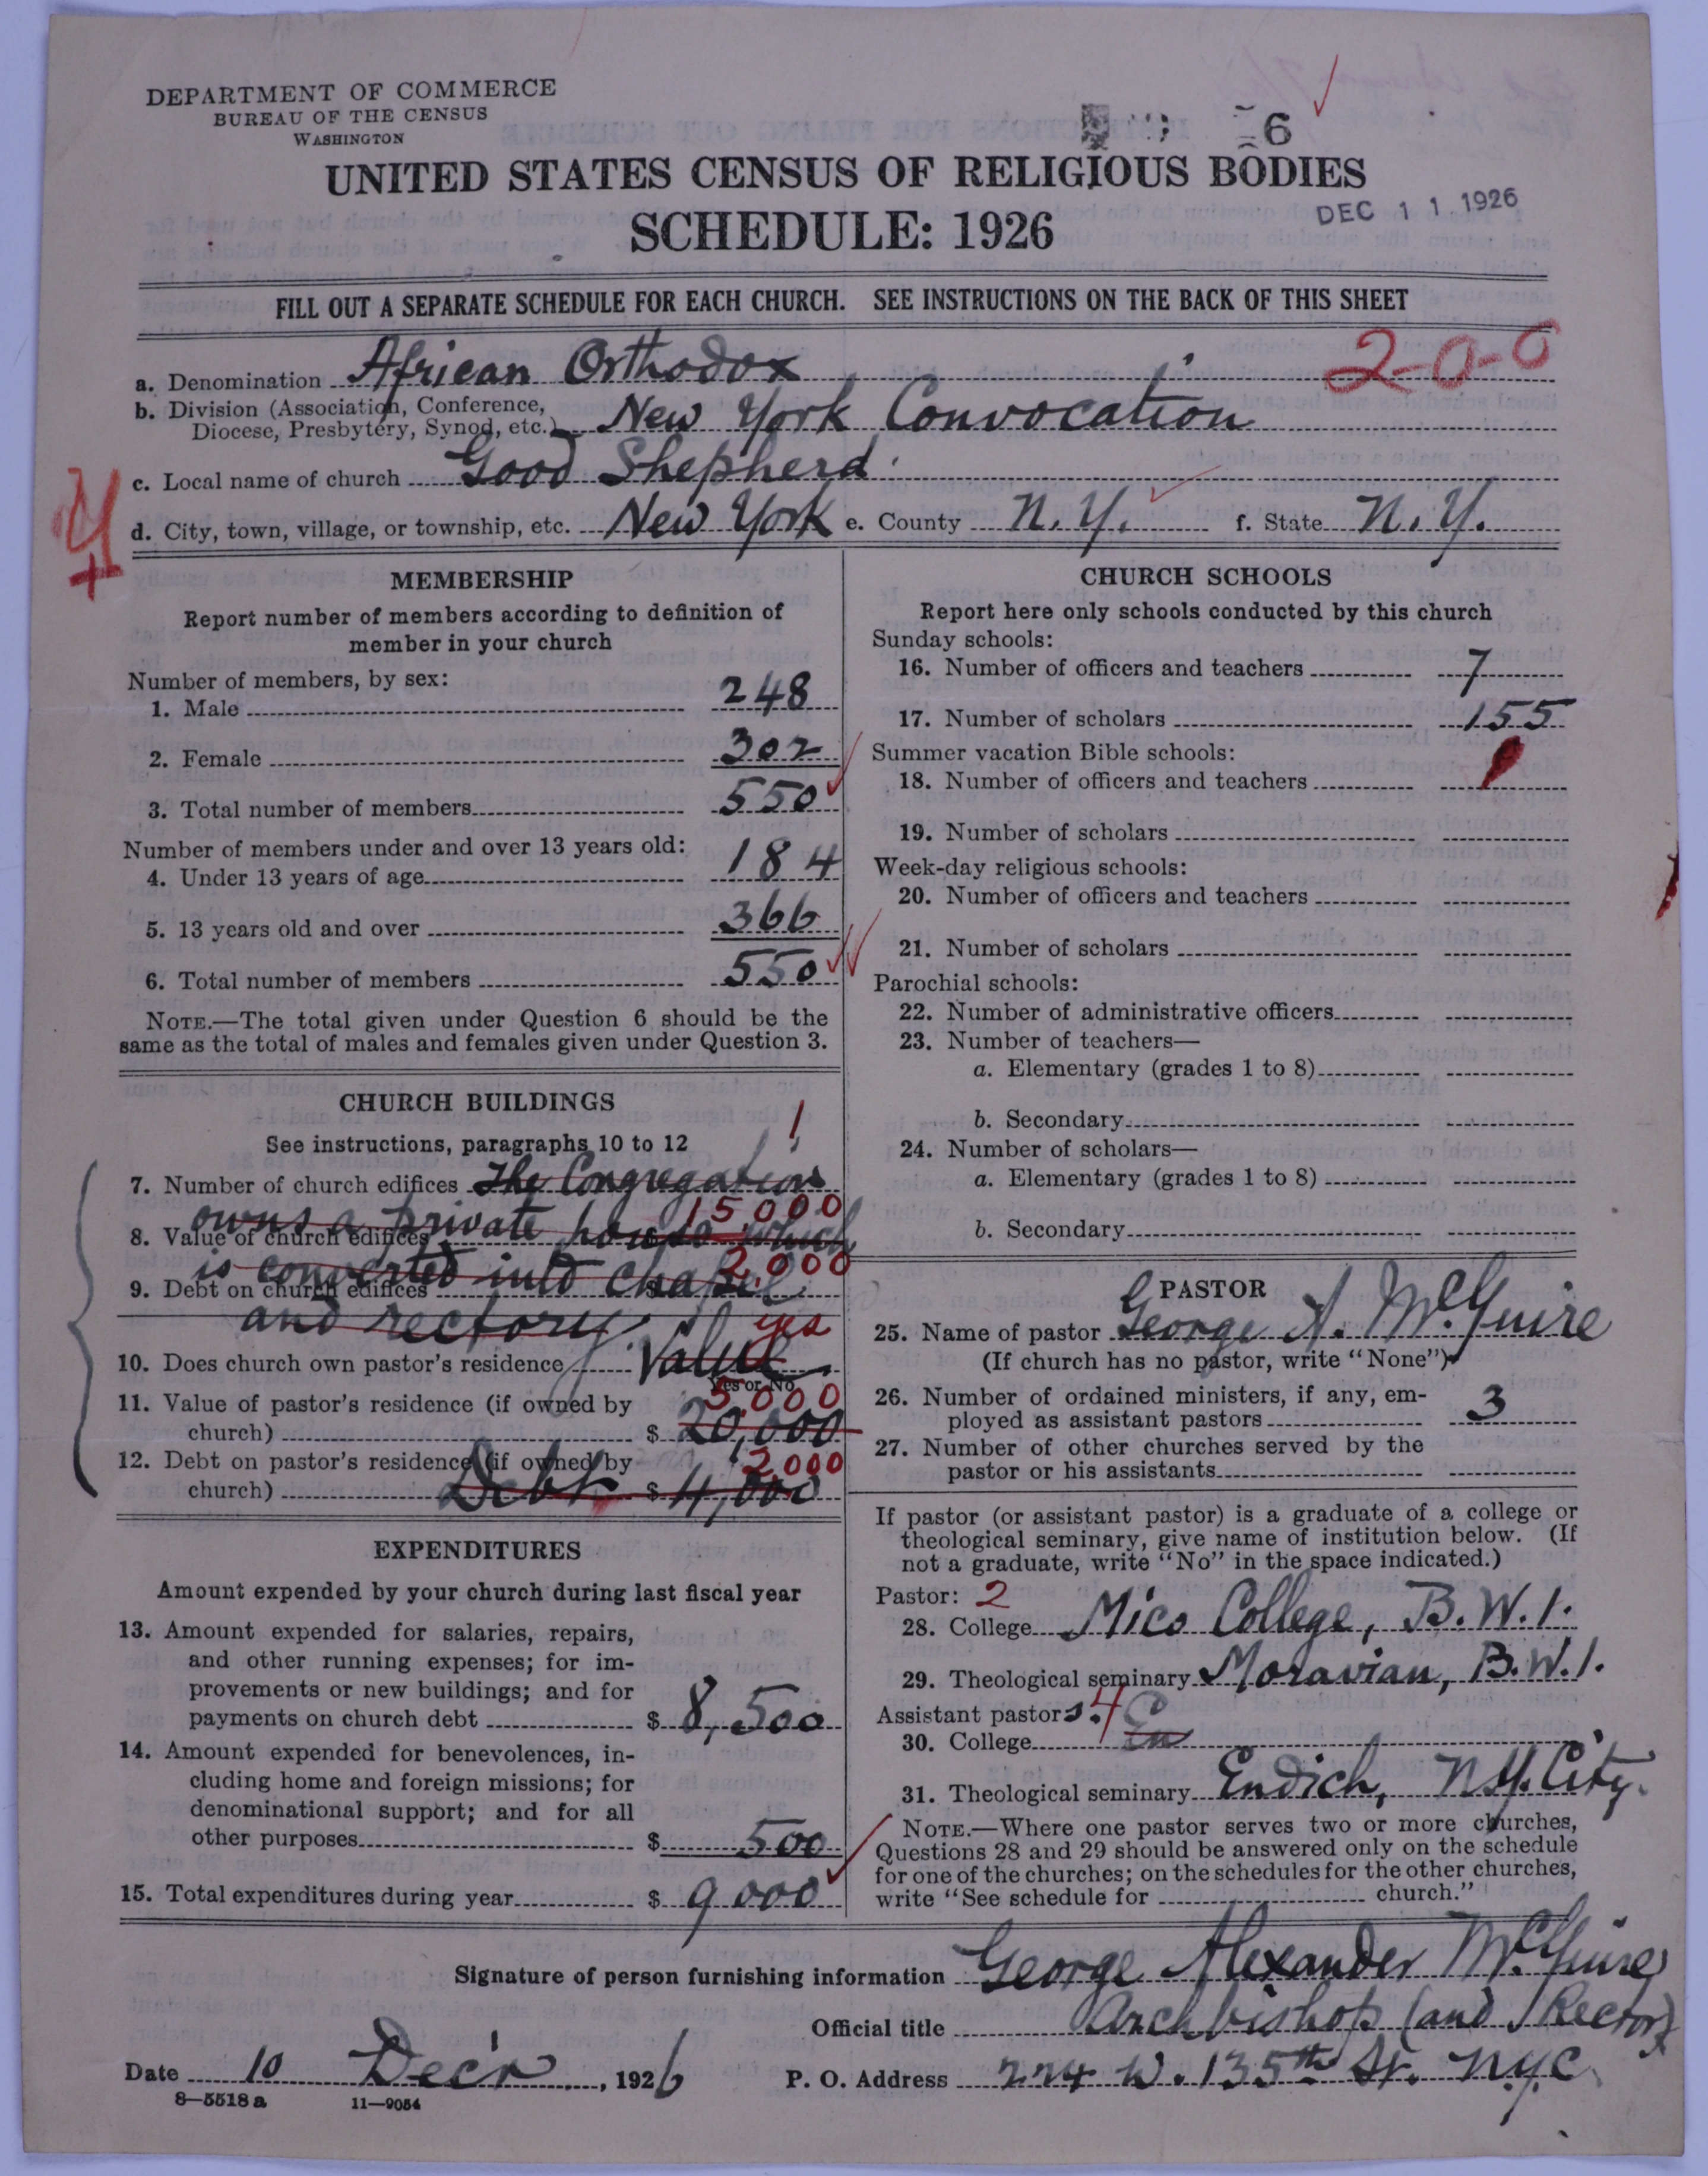 DEPARTMENT OF COMMERCE
BUREAU OF THE CENSUS
WASHINGTON
6
UNITED STATES CENSUS OF RELIGIOUS BODIES
SCHEDULE: 1926
DEC 11 1926
FILL OUT A SEPARATE SCHEDULE FOR EACH CHURCH. SEE INSTRUCTIONS ON THE BACK OF THIS SHEET
2-0-0
a. Denomination African Orthodox
b. Division (Association, Conference, Diocese, Presbytery, Synod, etc.) New York Convocation
c. Local name of church Good Shepherd
d. City, town, village, or township, etc. New York e. County N.Y. f. State N.Y.
MEMBERSHIP
Report number of members according to definition of
member in your church
Number of members, by sex:
1. Male 248
2. Female 302
3. Total number of members 550
Number of members under and over 13 years old:
4. Under 13 years of age 184
5. 13 years old and over 366
6. Total number of members 550
NOTE.—The total given under Question 6 should be the
same as the total of males and females given under Question 3.
CHURCH BUILDINGS
See instructions, paragraphs 10 to 12
1
7. Number of church edifices The Congregation
owns a private house which
15,000
8. Value of church edifices
is converted into chapel
2,000
9. Debt on church edifices
and rectory.
yes
10. Does church own pastor's residence Value
Yes or No
5,000
11. Value of pastor's residence (if owned by
church) $ 20,000
12. Debt on pastor's residence (if owned by
2000
church) Debt $ 4,000
EXPENDITURES
Amount expended by your church during last fiscal year
13. Amount expended for salaries, repairs,
and other running expenses; for im-
provements or new buildings; and for
payments on church debt $ 8,500
14. Amount expended for benevolences, in-
cluding home and foreign missions; for
denominational support; and for all
other purposes $ 500
15. Total expenditures during year $ 9000
CHURCH SCHOOLS
Report here only schools conducted by this church
Sunday schools:
16. Number of officers and teachers 7
17. Number of scholars 155
Summer vacation Bible schools:
18. Number of officers and teachers
19. Number of scholars
Week-day religious schools:
20. Number of officers and teachers
21. Number of scholars
Parochial schools:
22. Number of administrative officers
23. Number of teachers—
a. Elementary (grades 1 to 8)
b. Secondary
24. Number of scholars—
a. Elementary (grades 1 to 8)
b. Secondary
PASTOR
25. Name of pastor George A. McGuire
(If church has no pastor, write "None")
26. Number of ordained ministers, if any, em-
ployed as assistant pastors 3
27. Number of other churches served by the
pastor or his assistants
If pastor (or assistant pastor) is a graduate of a college or
theological seminary, give name of institution below. (If
not a graduate, write "No" in the space indicated.)
Pastor: 2
28. College Mico College, B.W.I.
29. Theological seminary Moravian, B.W.I.
Assistant pastors: 4
30. College En
31. Theological seminary Endich, N.Y. City.
NOTE.—Where one pastor serves two or more churches,
Questions 28 and 29 should be answered only on the schedule
for one of the churches; on the schedules for the other churches,
write "See schedule for church."
Signature of person furnishing information George Alexander McGuire
Official title Archbishop (and Rector)
Date 10 Dec'r, 1926 P. O. Address 224 W. 135th St. N.Y.C.
8—5518 a 11—9054